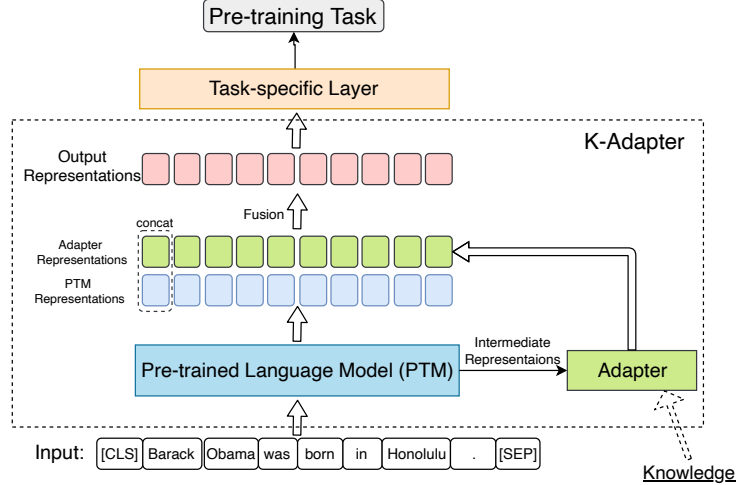 Pre-training Task
Task-specific Layer
K-Adapter
Output
Representations
Fusion
concat
Adapter
Representations
PTM
Representations
Pre-trained Language Model (PTM)
Intermediate
Representaions
Adapter
Input: [CLS] Barack Obama was born in Honolulu . [SEP]
Knowledge